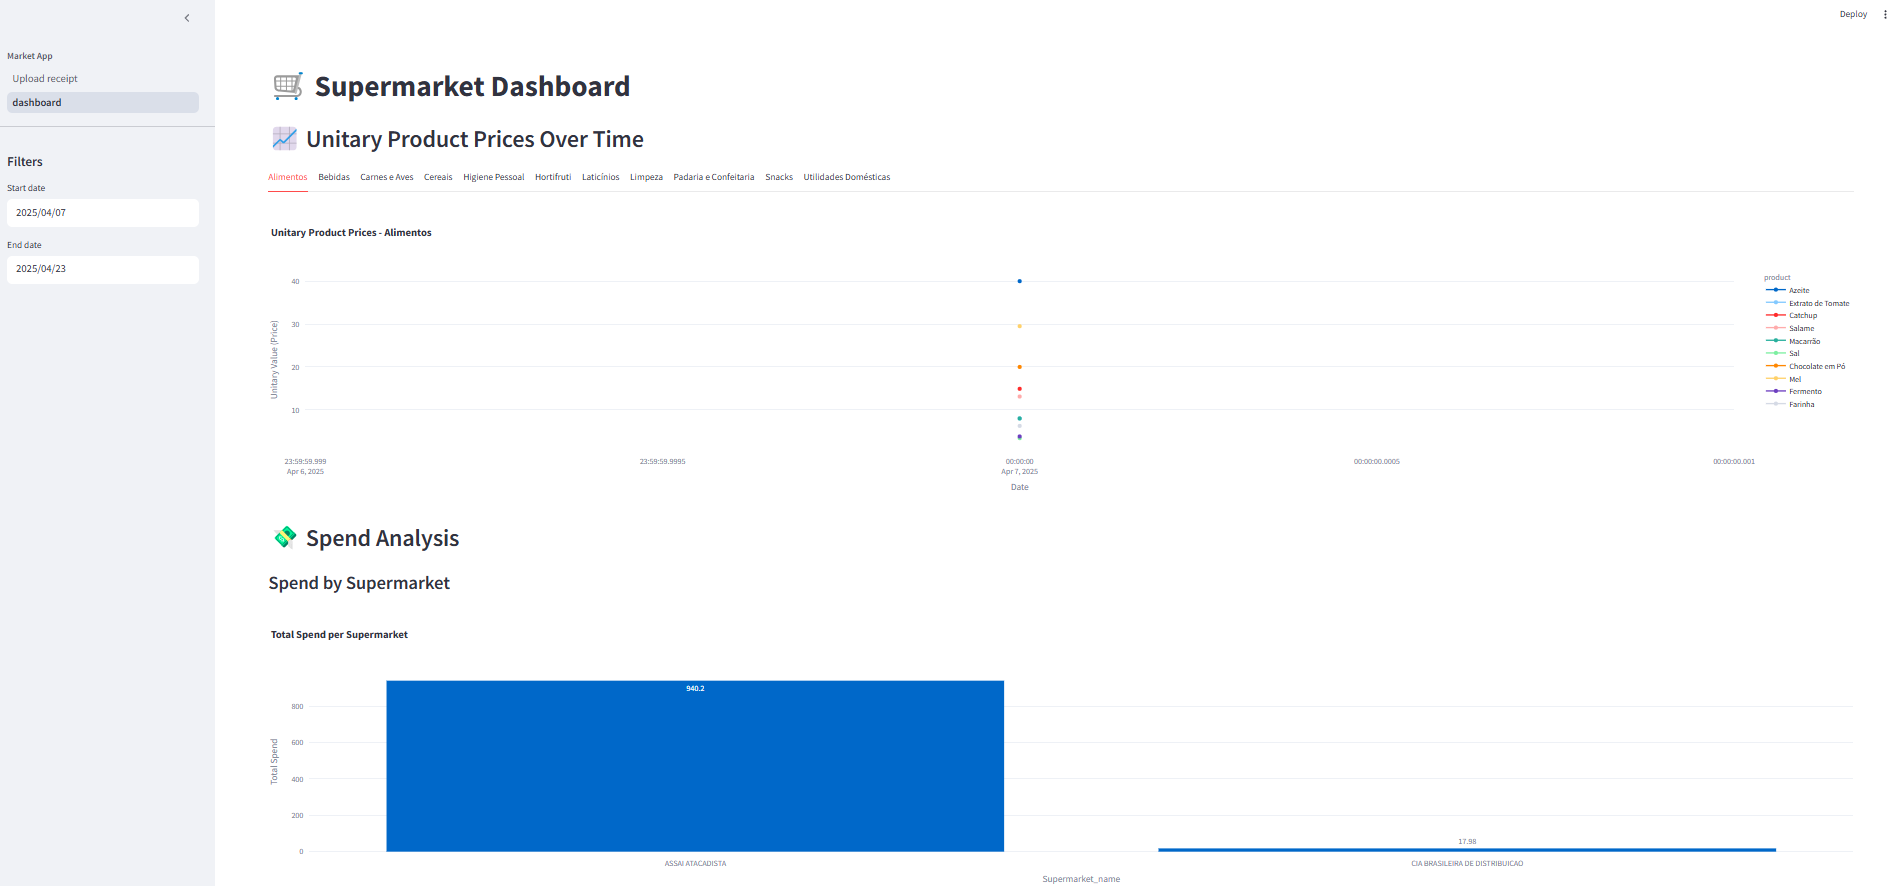 Deploy
Market App
Upload receipt
dashboard
Filters
Start date
2025/04/07
End date
2025/04/23
Supermarket Dashboard
Unitary Product Prices Over Time
Alimentos Bebidas Carnes e Aves Cereais Higiene Pessoal Hortifruti Laticínios Limpeza Padaria e Confeitaria Snacks Utilidades Domésticas
Unitary Product Prices - Alimentos
Unitary Value (Price)
40
30
20
10
23:59:59.999 23:59:59.9995 00:00:00 00:00:00.0005 00:00:00.001
Apr 6, 2025 Apr 7, 2025
Date
product
Azeite
Extrato de Tomate
Catchup
Salame
Macarrão
Sal
Chocolate em Pó
Mel
Fermento
Farinha
Spend Analysis
Spend by Supermarket
Total Spend per Supermarket
Total Spend
800
600
400
200
0
940.2
17.98
ASSAI ATACADISTA CIA BRASILEIRA DE DISTRIBUICAO
Supermarket_name